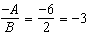 -A/B = -6/2 = -3